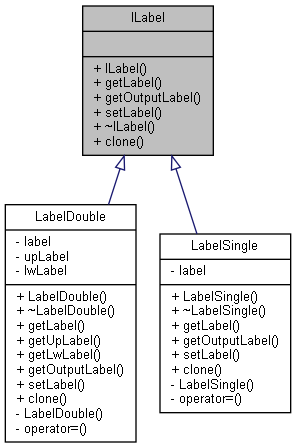 ILabel
+ ILabel()
+ getLabel()
+ getOutputLabel()
+ setLabel()
+ ~ILabel()
+ clone()
LabelDouble
- label
- upLabel
- lwLabel
+ LabelDouble()
+ ~LabelDouble()
+ getLabel()
+ getUpLabel()
+ getLwLabel()
+ getOutputLabel()
+ setLabel()
+ clone()
- LabelDouble()
- operator=()
LabelSingle
- label
+ LabelSingle()
+ ~LabelSingle()
+ getLabel()
+ getOutputLabel()
+ setLabel()
+ clone()
- LabelSingle()
- operator=()